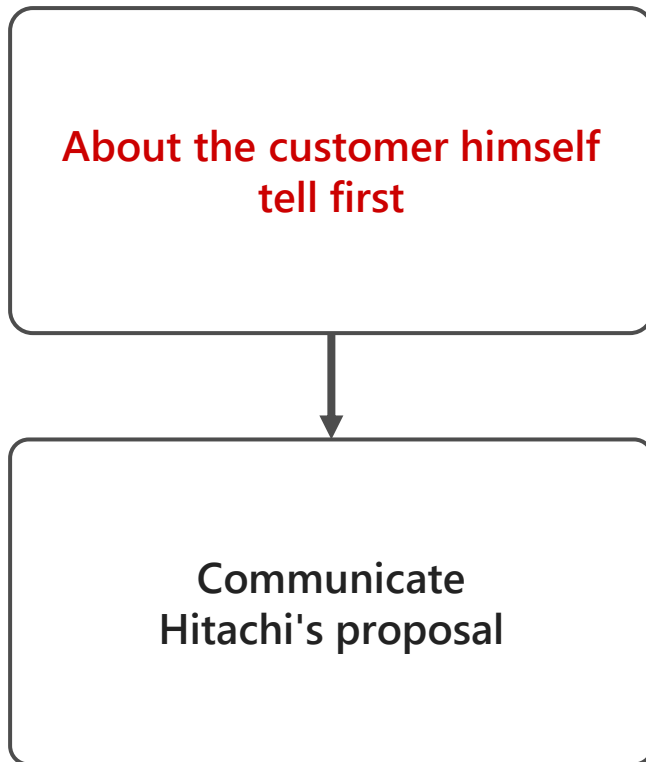 About the customer himself
tell first
Communicate
Hitachi's proposal